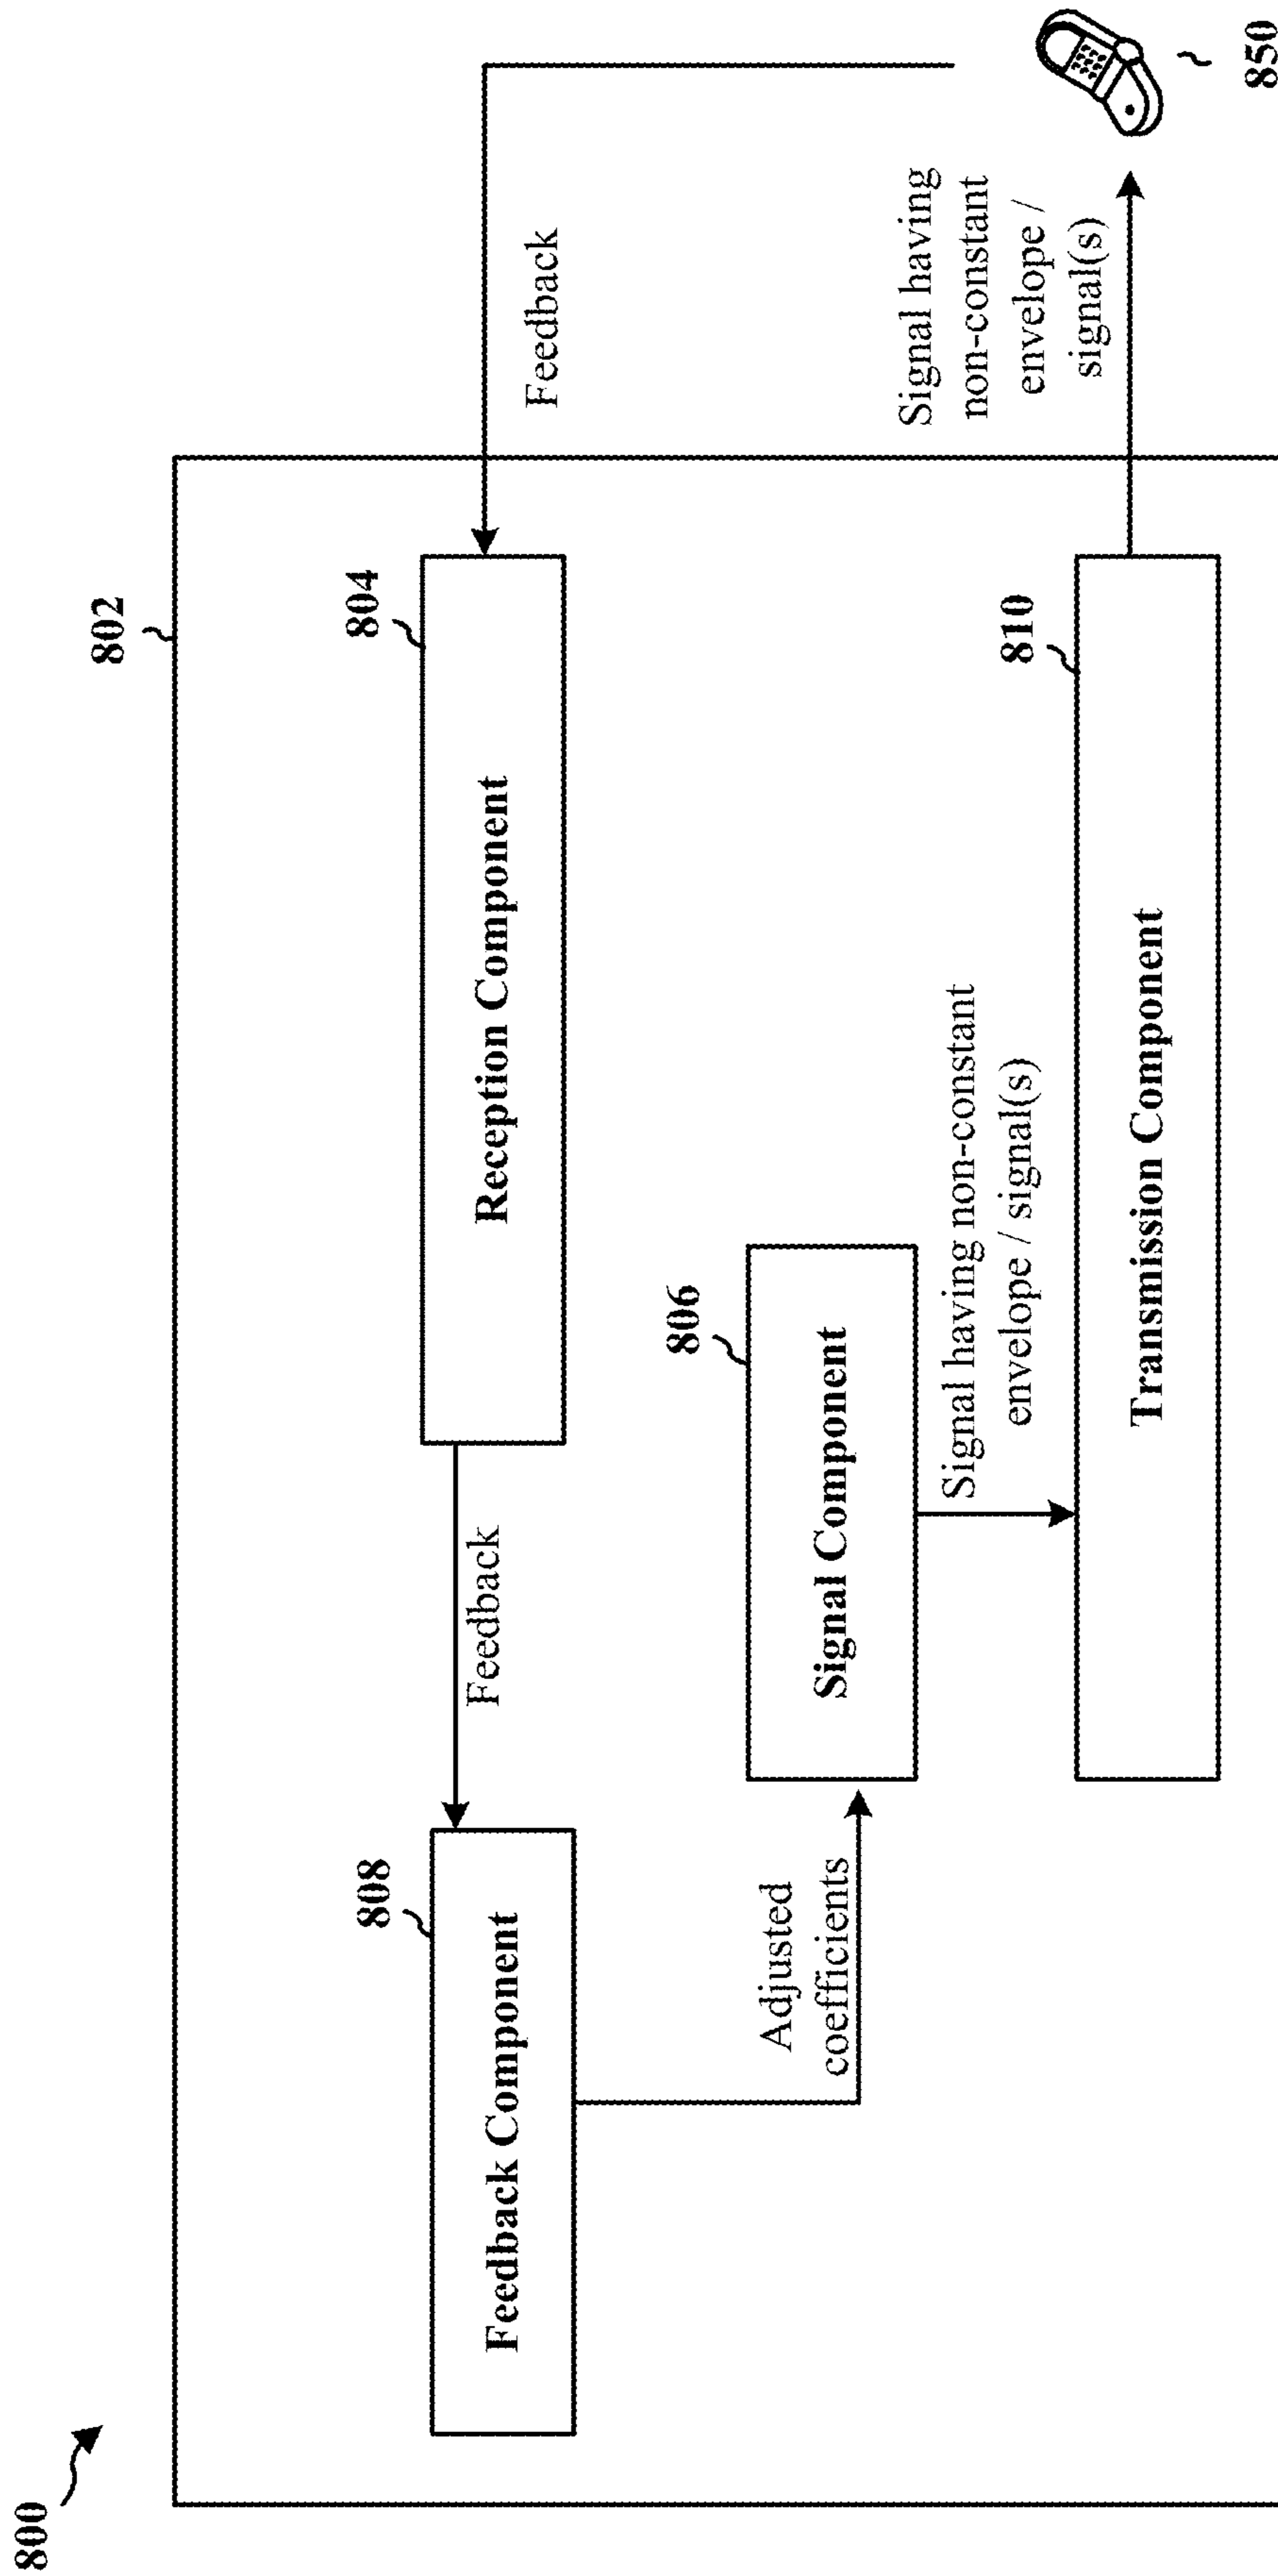 800
802
Feedback
804
Reception Component
Feedback
808
Feedback Component
Adjusted
coefficients
806
Signal Component
Signal having non-constant
envelope / signal(s)
810
Transmission Component
Signal having
non-constant
envelope /
signal(s)
850